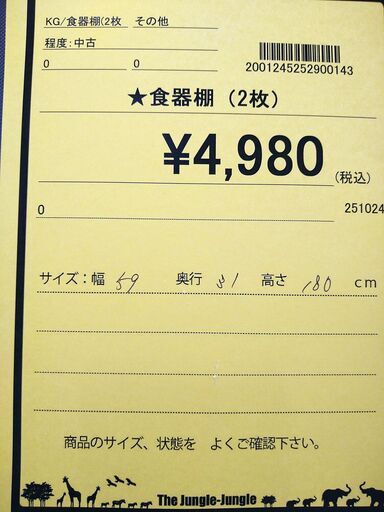 KG/食器棚(2枚 その他
程度:中古
0 0
2001245252900143
★食器棚（2枚）
¥4,980
(税込)
0 251024
サイズ:幅 59 奥行 31 高さ 180 cm
商品のサイズ、状態を よくご確認下さい。
The Jungle-Jungle